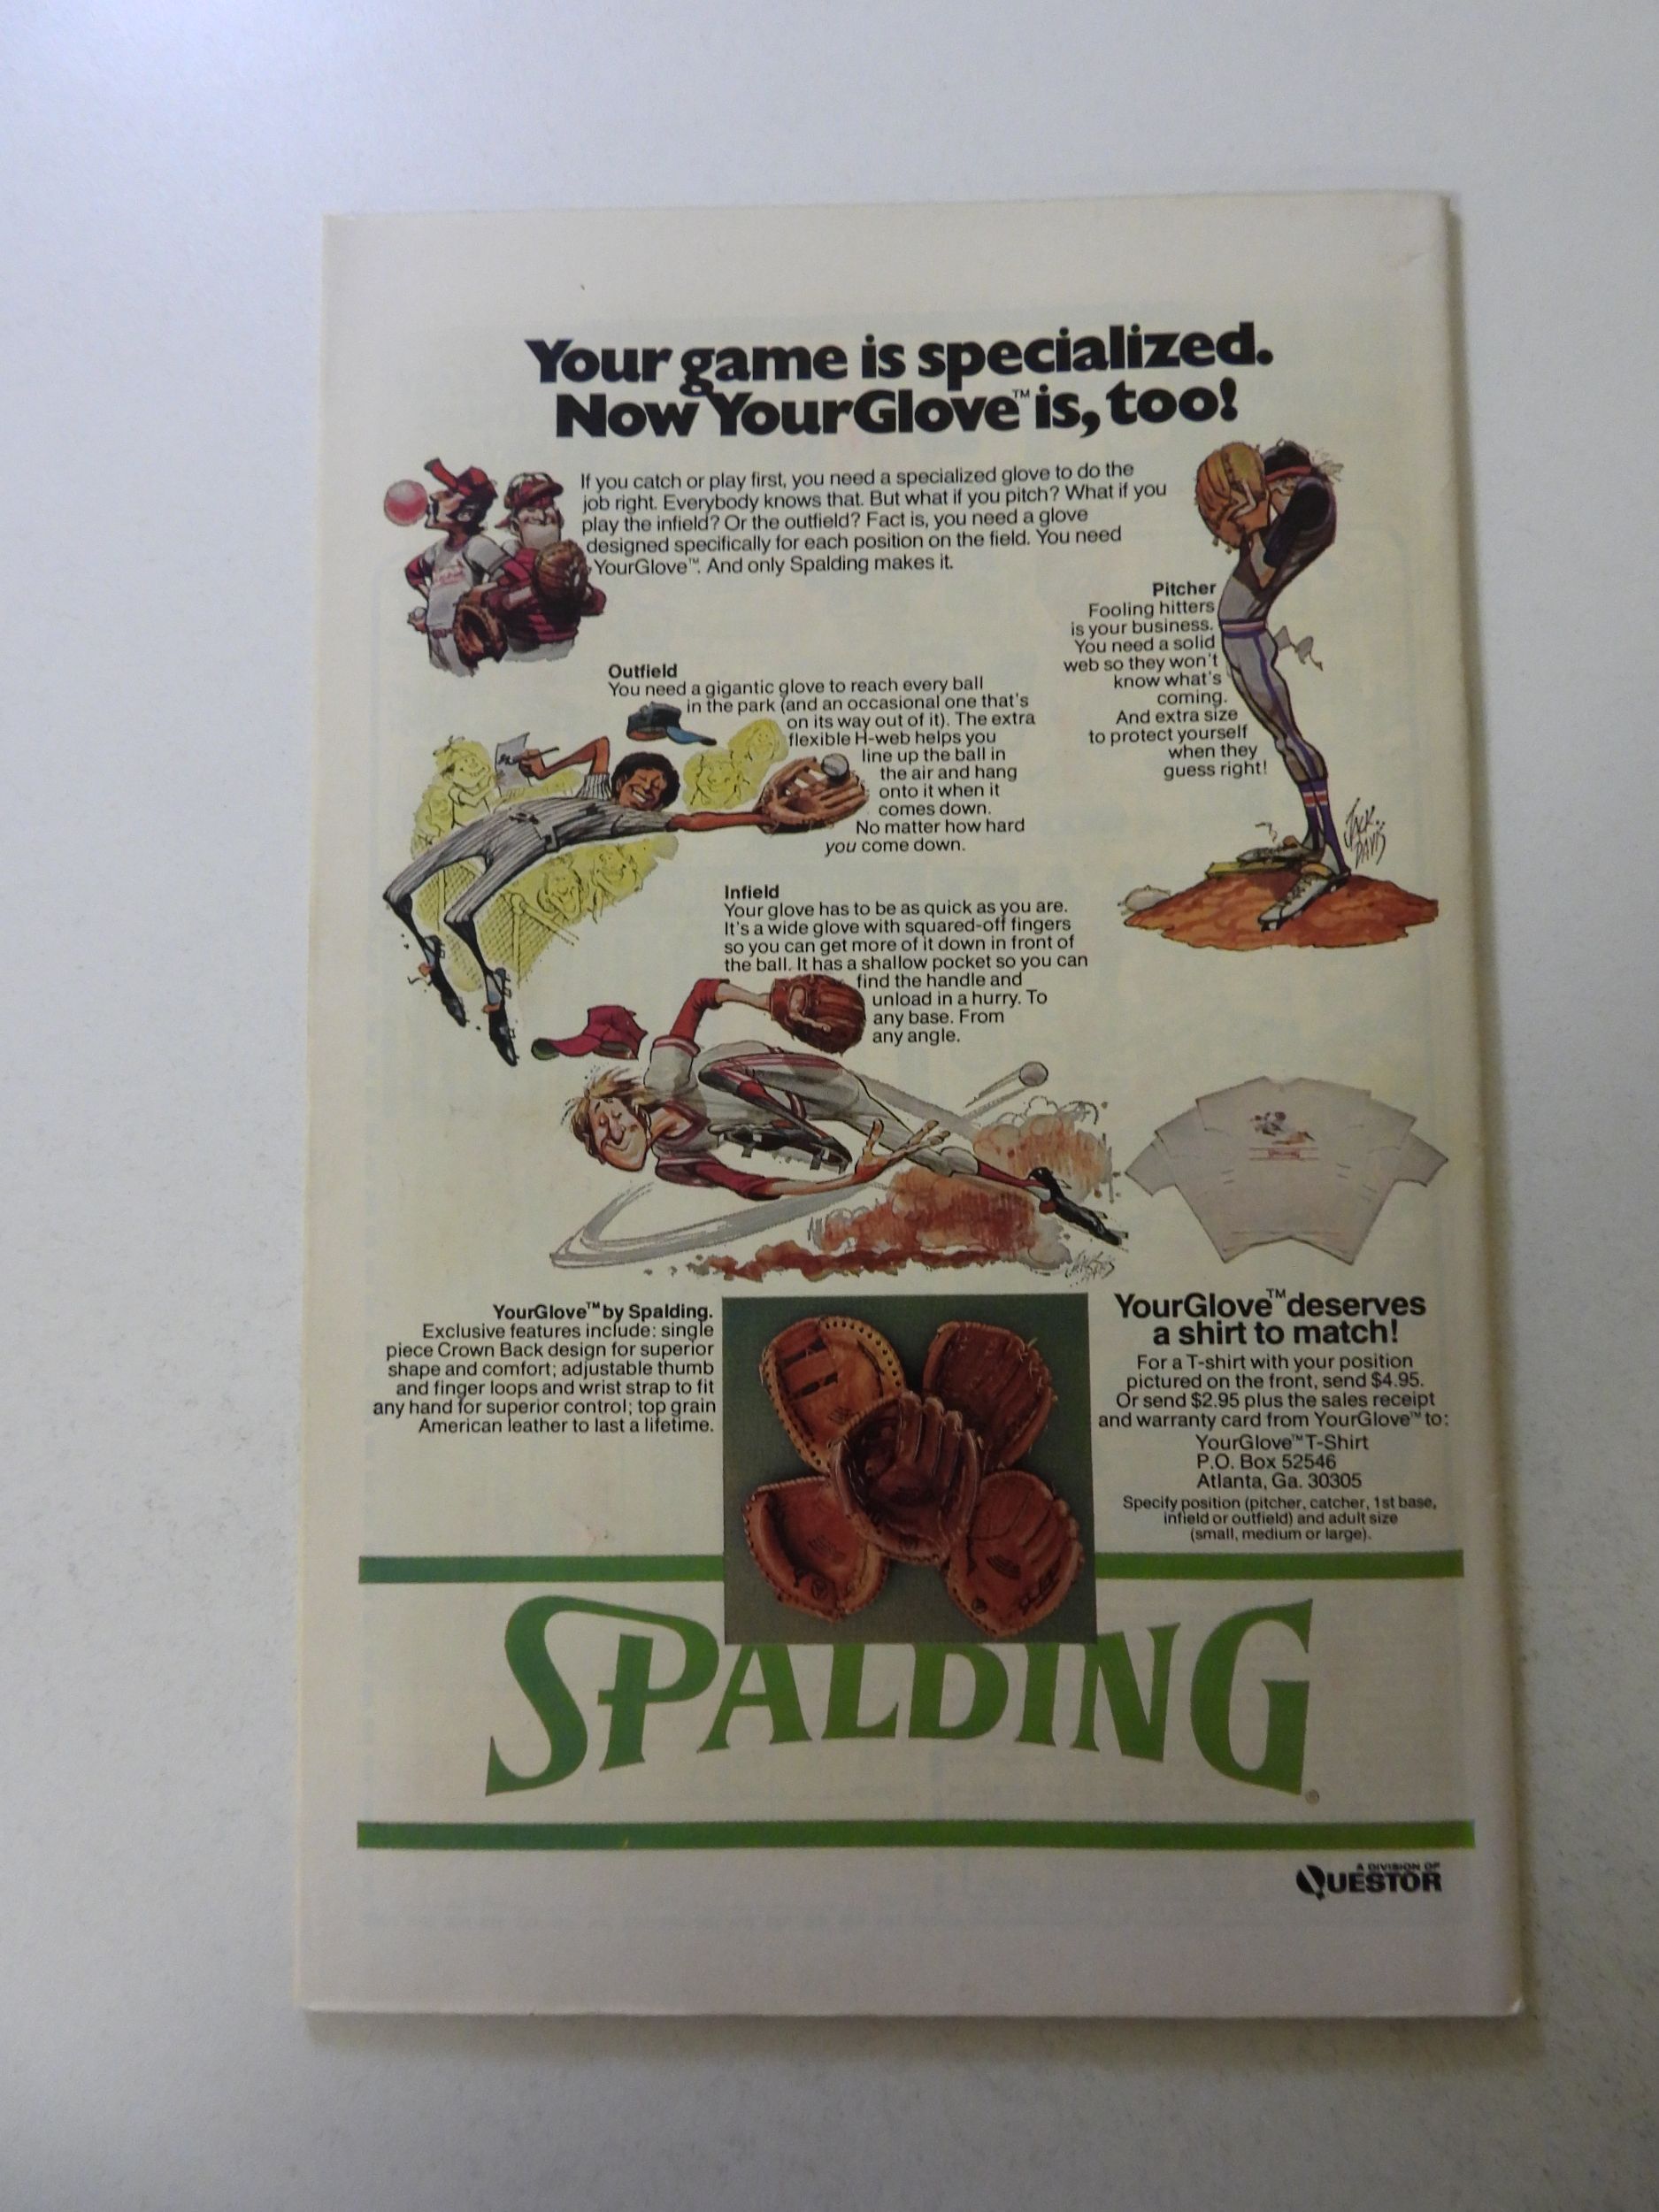 Your game is specialized.
Now YourGlove™ is, too!
If you catch or play first, you need a specialized glove to do the
job right. Everybody knows that. But what if you pitch? What if you
play the infield? Or the outfield? Fact is, you need a glove
designed specifically for each position on the field. You need
YourGlove™. And only Spalding makes it.
Pitcher
Fooling hitters
is your business.
You need a solid
web so they won't
know what's
coming.
And extra size
to protect yourself
when they
guess right!
JACK
DAVIS
Outfield
You need a gigantic glove to reach every ball
in the park (and an occasional one that's
on its way out of it). The extra
flexible H-web helps you
line up the ball in
the air and hang
onto it when it
comes down.
No matter how hard
you come down.
Infield
Your glove has to be as quick as you are.
It's a wide glove with squared-off fingers
so you can get more of it down in front of
the ball. It has a shallow pocket so you can
find the handle and
unload in a hurry. To
any base. From
any angle.
YourGlove™ by Spalding.
Exclusive features include: single
piece Crown Back design for superior
shape and comfort; adjustable thumb
and finger loops and wrist strap to fit
any hand for superior control; top grain
American leather to last a lifetime.
YourGlove™ deserves
a shirt to match!
For a T-shirt with your position
pictured on the front, send $4.95.
Or send $2.95 plus the sales receipt
and warranty card from YourGlove™ to:
YourGlove™ T-Shirt
P.O. Box 52546
Atlanta, Ga. 30305
Specify position (pitcher, catcher, 1st base,
infield or outfield) and adult size
(small, medium or large).
SPALDING®
A DIVISION OF
QUESTOR